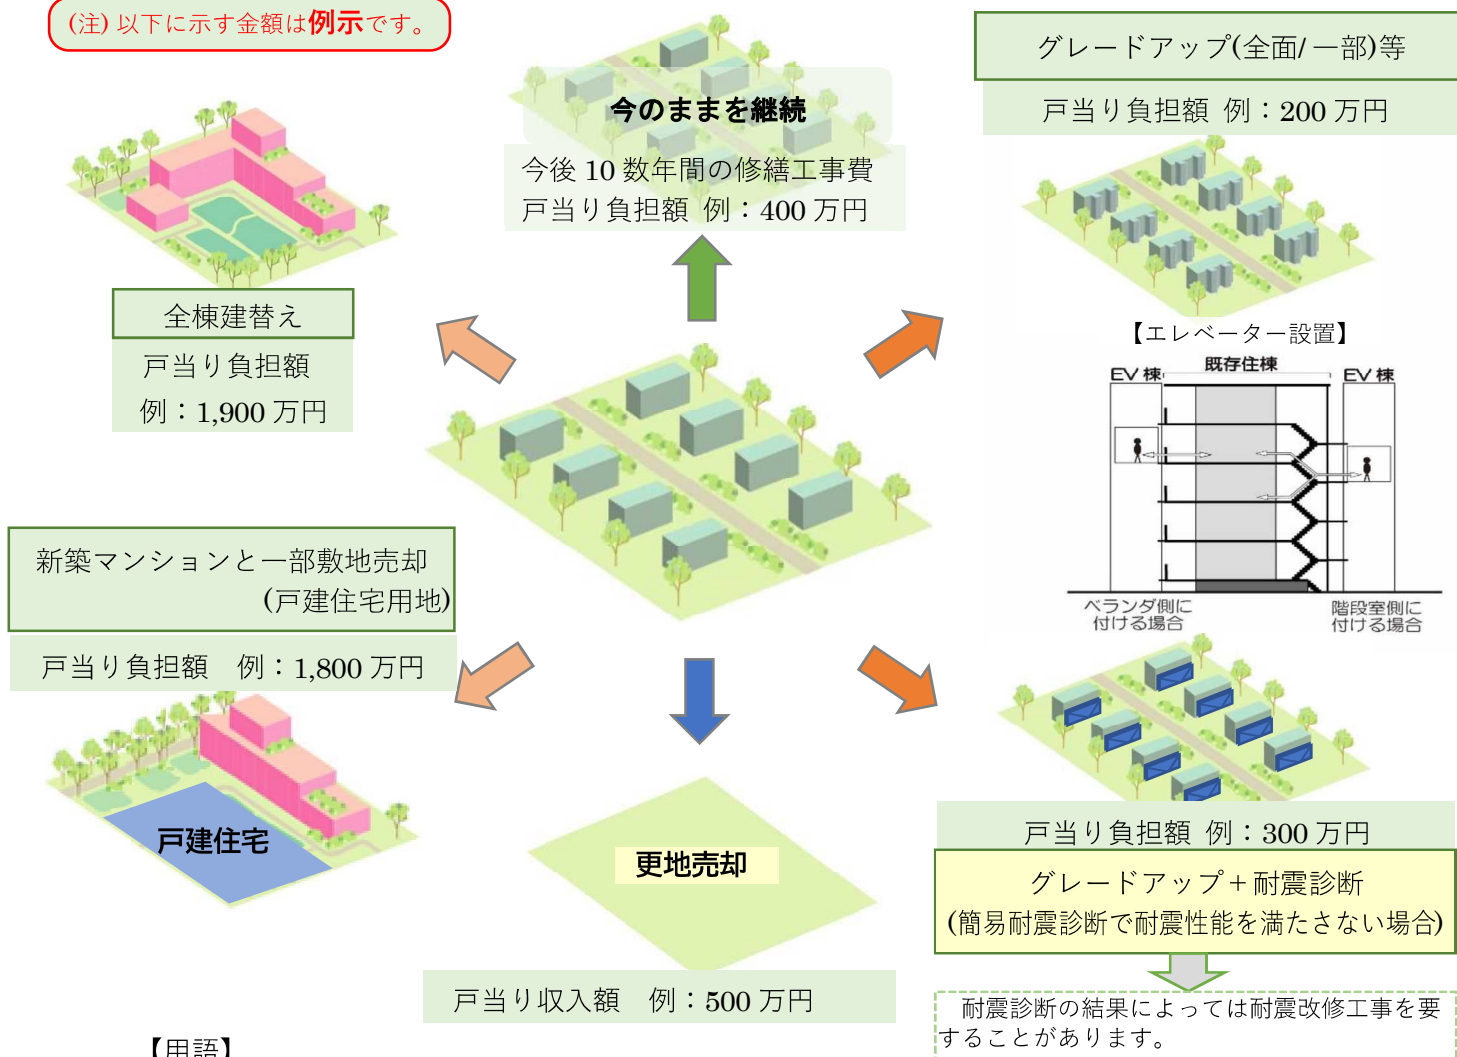 (注) 以下に示す金額は例示です。
今のままを継続
今後 10 数年間の修繕工事費
戸当り負担額 例：400 万円
グレードアップ(全面/ 一部)等
戸当り負担額 例：200 万円
全棟建替え
戸当り負担額
例：1,900 万円
【エレベーター設置】
既存住棟
EV 棟
EV 棟
ベランダ側に
付ける場合
階段室側に
付ける場合
新築マンションと一部敷地売却
(戸建住宅用地)
戸当り負担額　例：1,800 万円
戸建住宅
更地売却
戸当り収入額　例：500 万円
戸当り負担額 例：300 万円
グレードアップ＋耐震診断
(簡易耐震診断で耐震性能を満たさない場合)
耐震診断の結果によっては耐震改修工事を要
することがあります。
【用語】